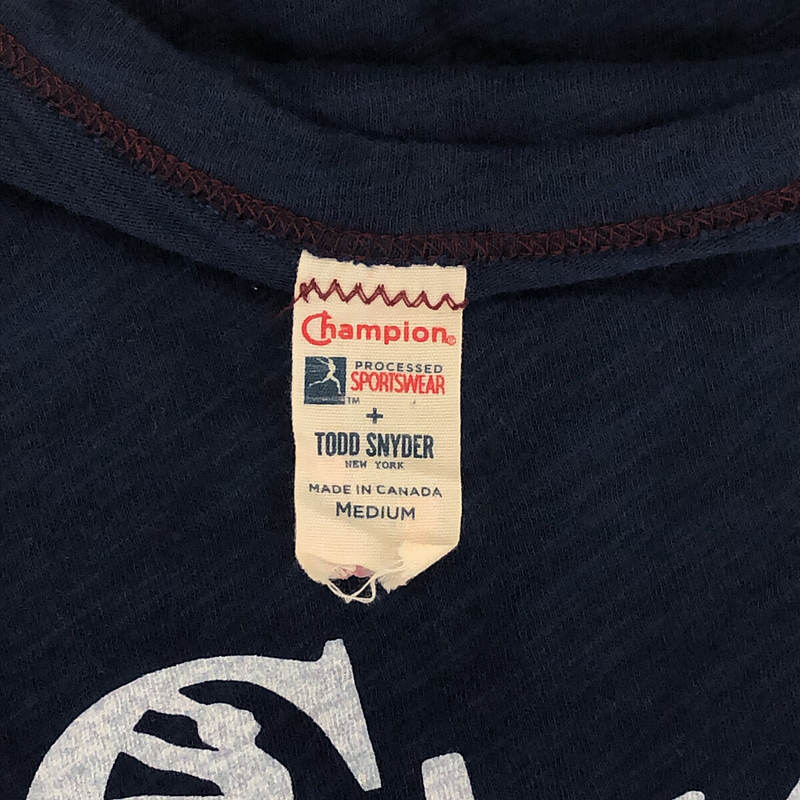 Champion®
PROCESSED
SPORTSWEAR
TM
+
TODD SNYDER
NEW YORK
MADE IN CANADA
MEDIUM